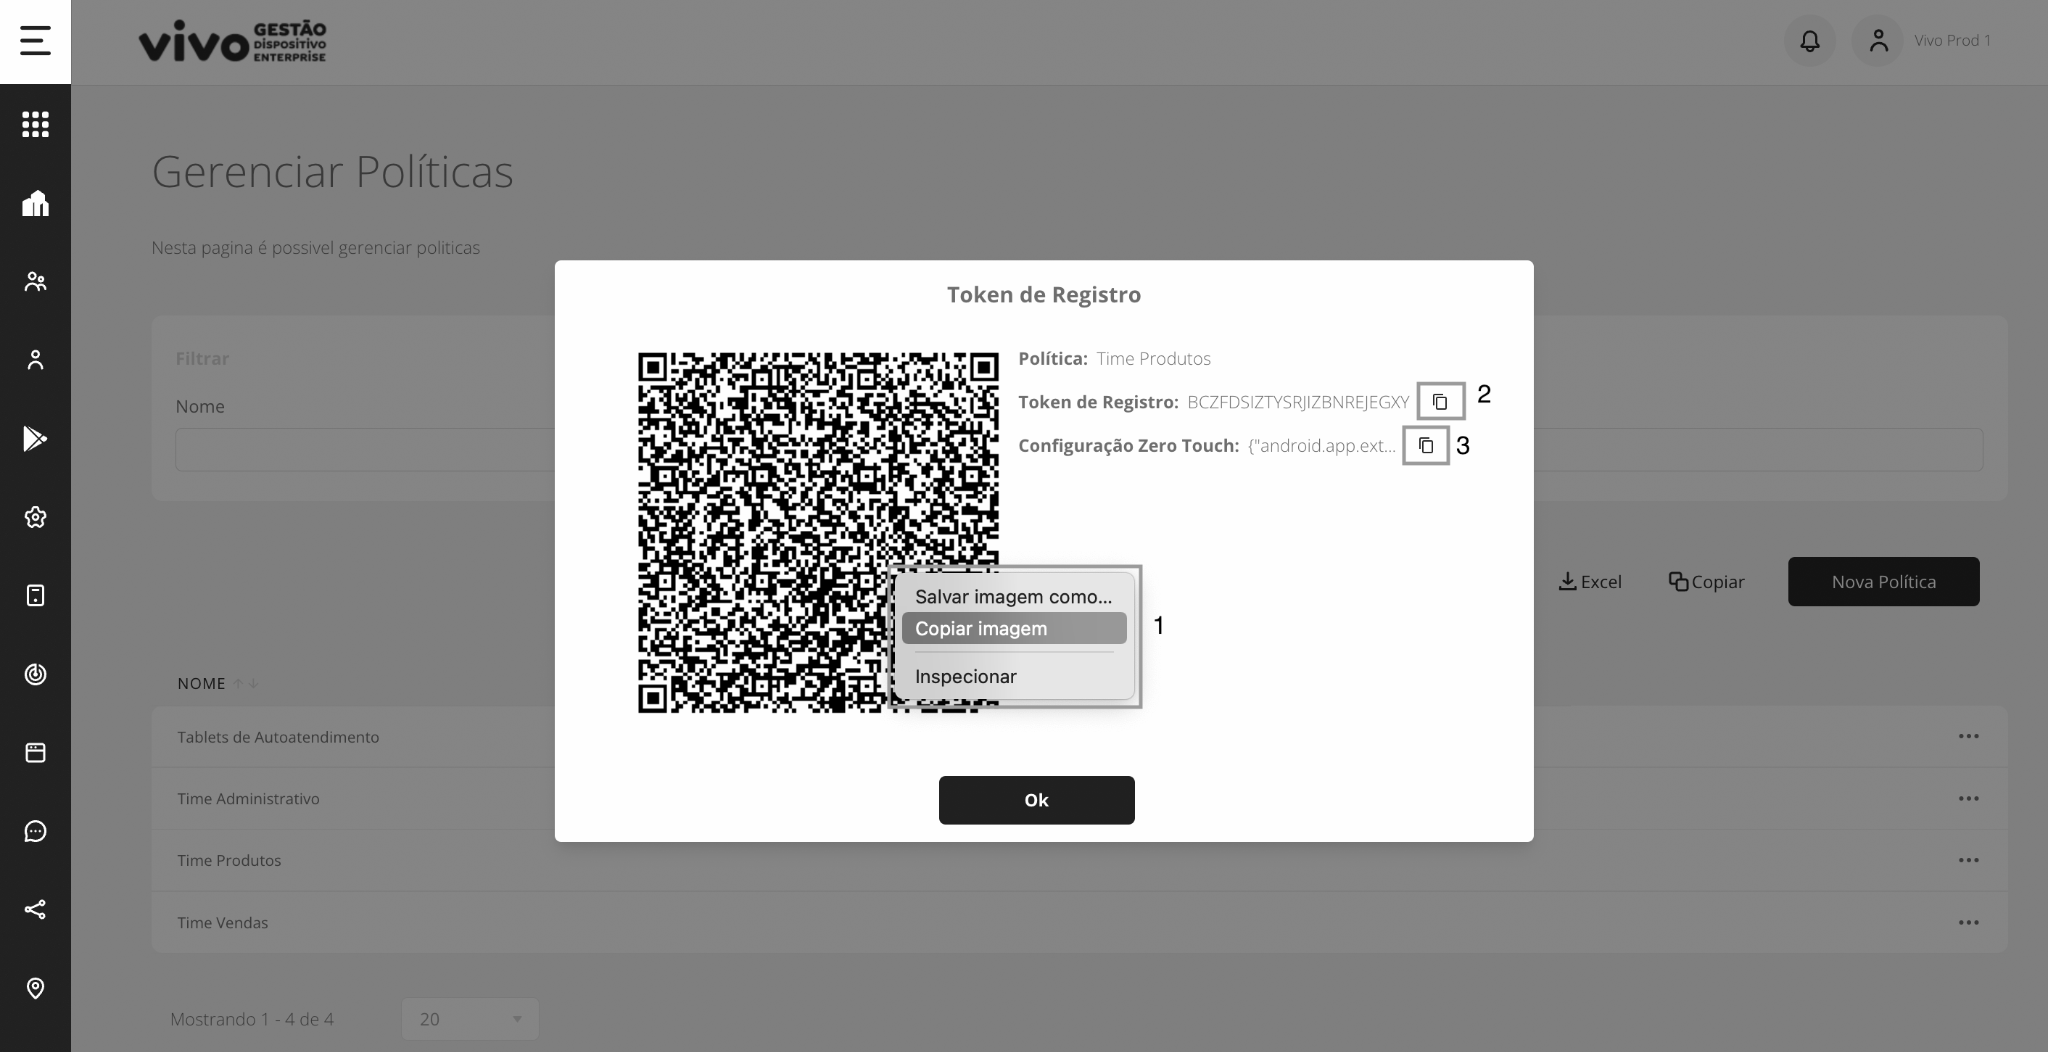 vivo GESTÃO
DISPOSITIVO
ENTERPRISE
Vivo Prod 1
Gerenciar Políticas
Nesta pagina é possivel gerenciar politicas
Filtrar
Nome
Token de Registro
Política: Time Produtos
Token de Registro: BCZFDSIZTYSRJIZBNREJEGXY 2
Configuração Zero Touch: {"android.app.ext... 3
Salvar imagem como...
Copiar imagem 1
Inspecionar
Ok
Excel Copiar Nova Política
NOME
Tablets de Autoatendimento
Time Administrativo
Time Produtos
Time Vendas
Mostrando 1 - 4 de 4 20